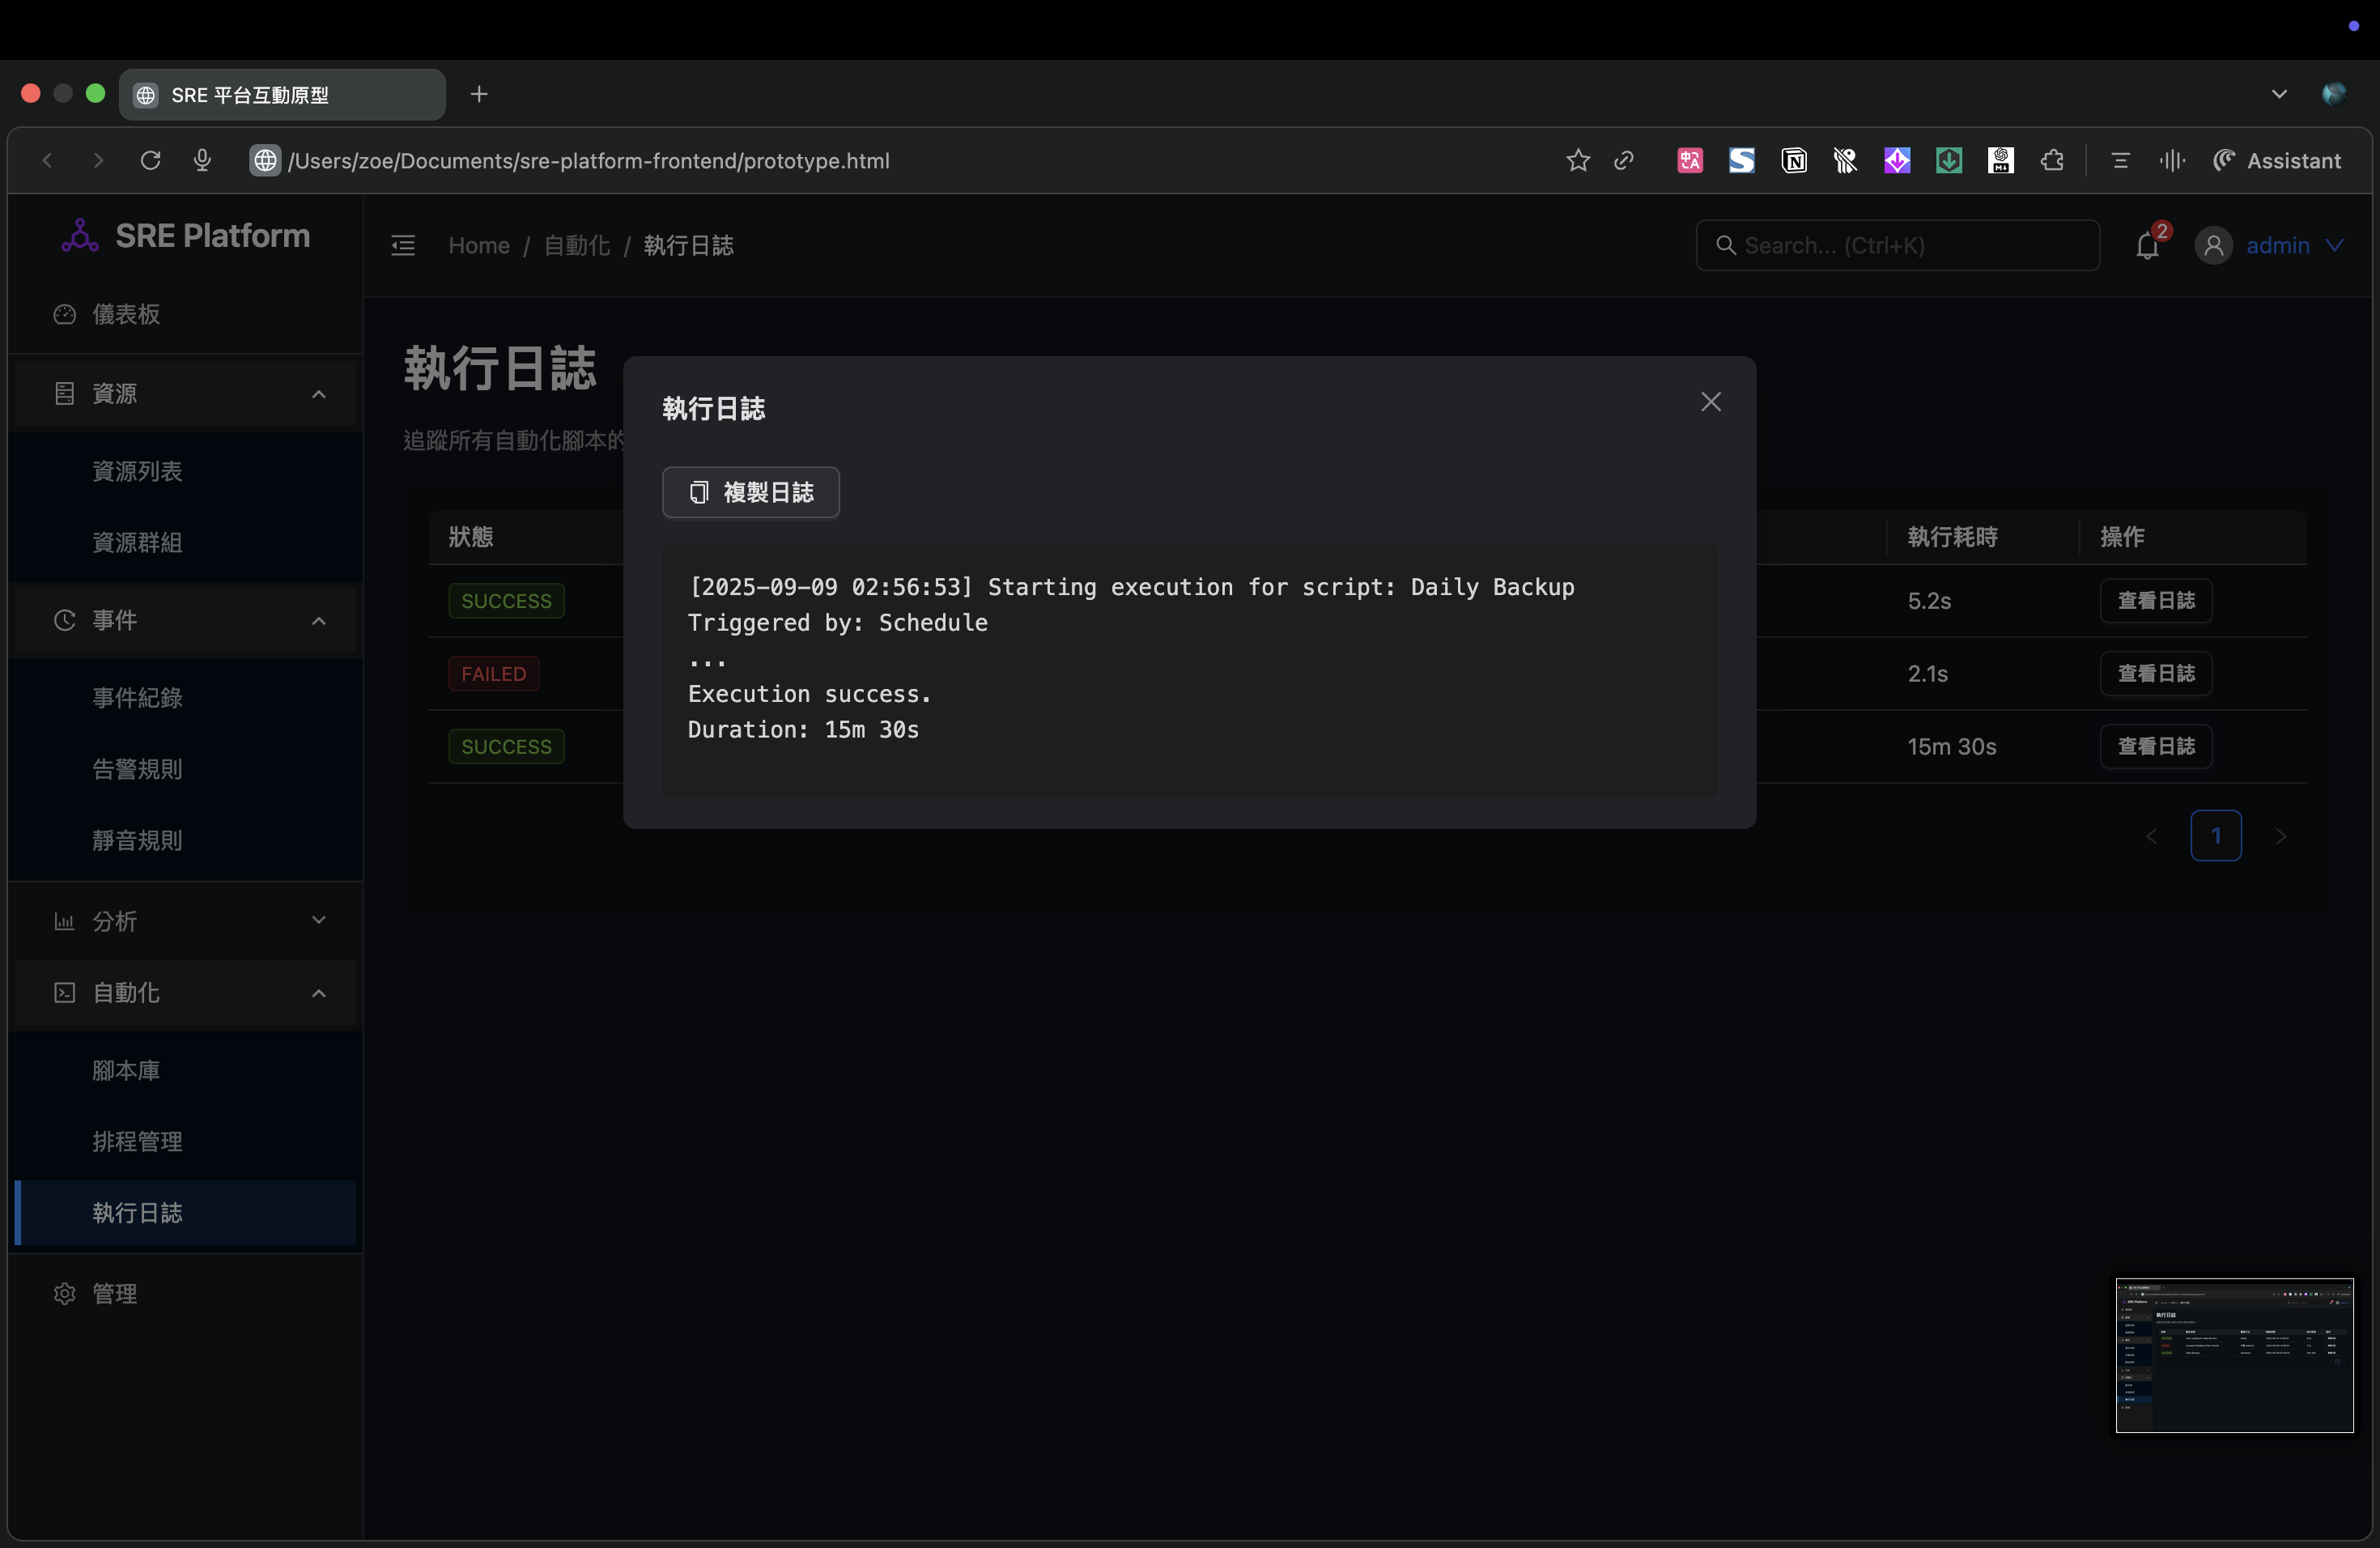 SRE 平台互動原型
/Users/zoe/Documents/sre-platform-frontend/prototype.html
Assistant
SRE Platform
Home / 自動化 / 執行日誌
Search... (Ctrl+K)
2
admin
儀表板
資源
資源列表
資源群組
事件
事件紀錄
告警規則
靜音規則
分析
自動化
腳本庫
排程管理
執行日誌
管理
執行日誌
追蹤所有自動化腳本的
狀態
執行耗時
操作
SUCCESS
5.2s
查看日誌
FAILED
2.1s
查看日誌
SUCCESS
15m 30s
查看日誌
1
執行日誌
複製日誌
[2025-09-09 02:56:53] Starting execution for script: Daily Backup
Triggered by: Schedule
...
Execution success.
Duration: 15m 30s